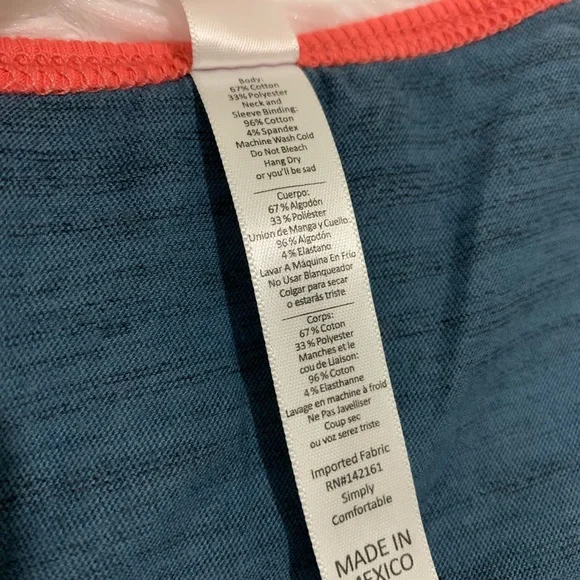 Body:
67% Cotton
33% Polyester
Neck and
Sleeve Binding:
96% Cotton
4% Spandex
Machine Wash Cold
Do Not Bleach
Hang Dry
or you'll be sad
Cuerpo:
67% Algodón
33% Poliéster
Union de Manga y Cuello:
96% Algodón
4% Elastano
Lavar A Máquina En Frío
No Usar Blanqueador
Colgar para secar
o estarás triste
Corps:
67% Coton
33% Polyester
Manches et le
cou de Liaison:
96% Coton
4% Elasthanne
Lavage en machine à froid
Ne Pas Javelliser
Coup sec
ou voz serez triste
Imported Fabric
RN#142161
Simply
Comfortable
MADE IN
MEXICO